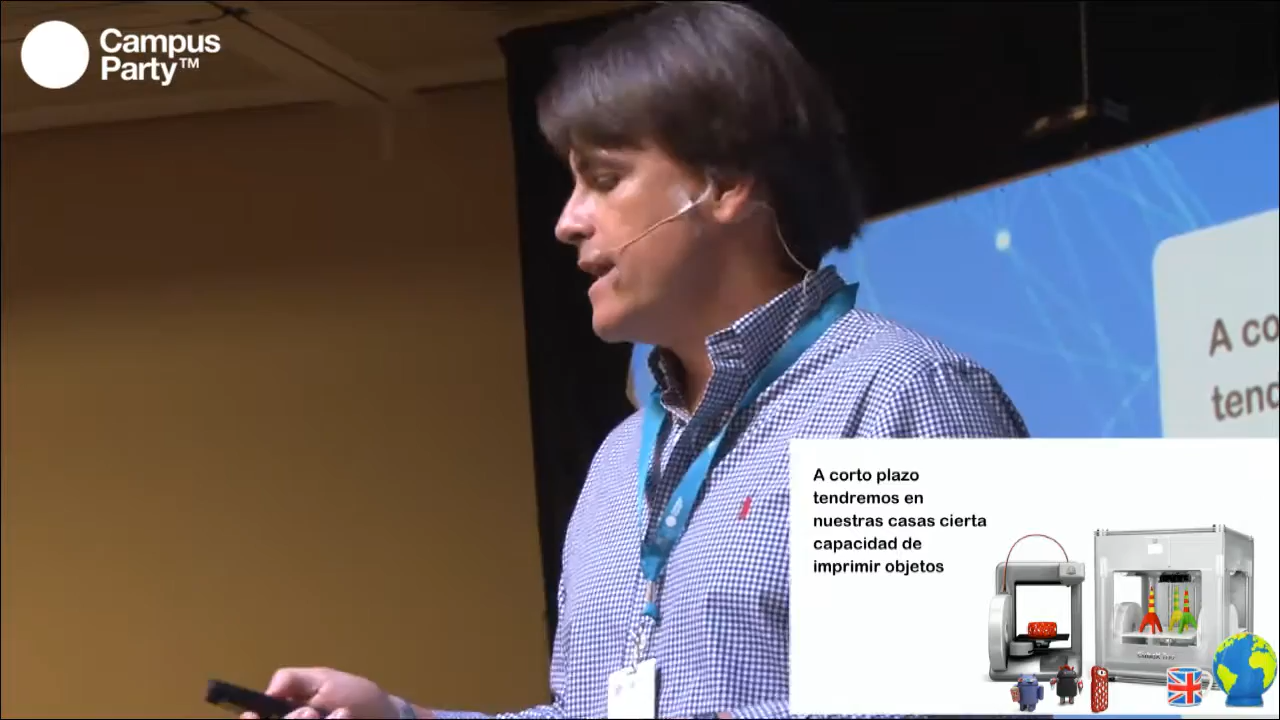 Campus
Party™
A co
tend
A corto plazo
tendremos en
nuestras casas cierta
capacidad de
imprimir objetos